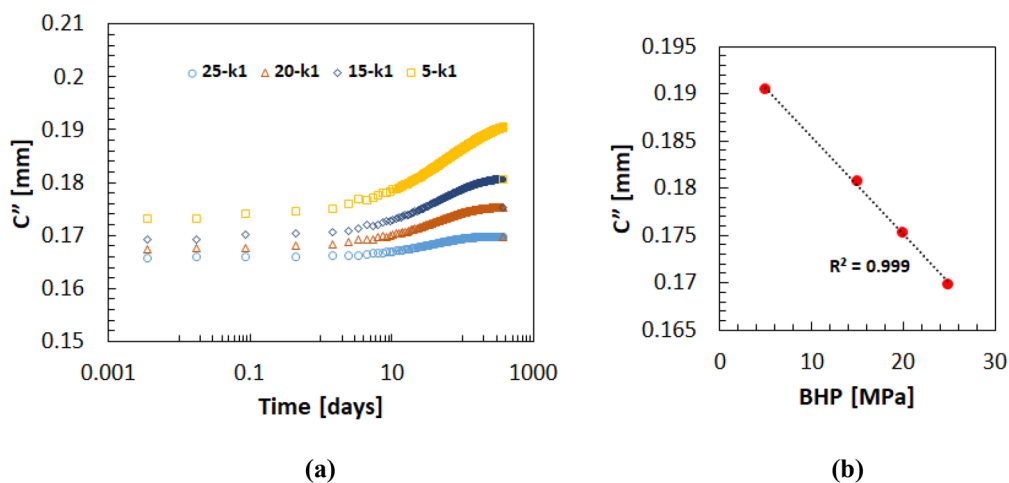 0.21
0.2
0.19
0.18
0.17
0.16
0.15
C″ [mm]
25-k1 20-k1 15-k1 5-k1
0.001 0.1 10 1000
Time [days]
(a)
0.195
0.19
0.185
0.18
0.175
0.17
0.165
C″ [mm]
R² = 0.999
0 10 20 30
BHP [MPa]
(b)